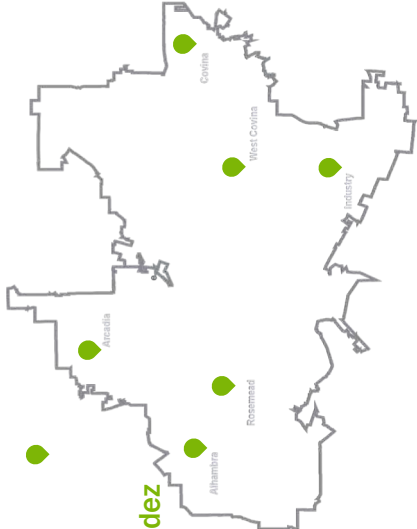 Arcadia
Alhambra
Rosemead
Covina
West Covina
Industry
dez